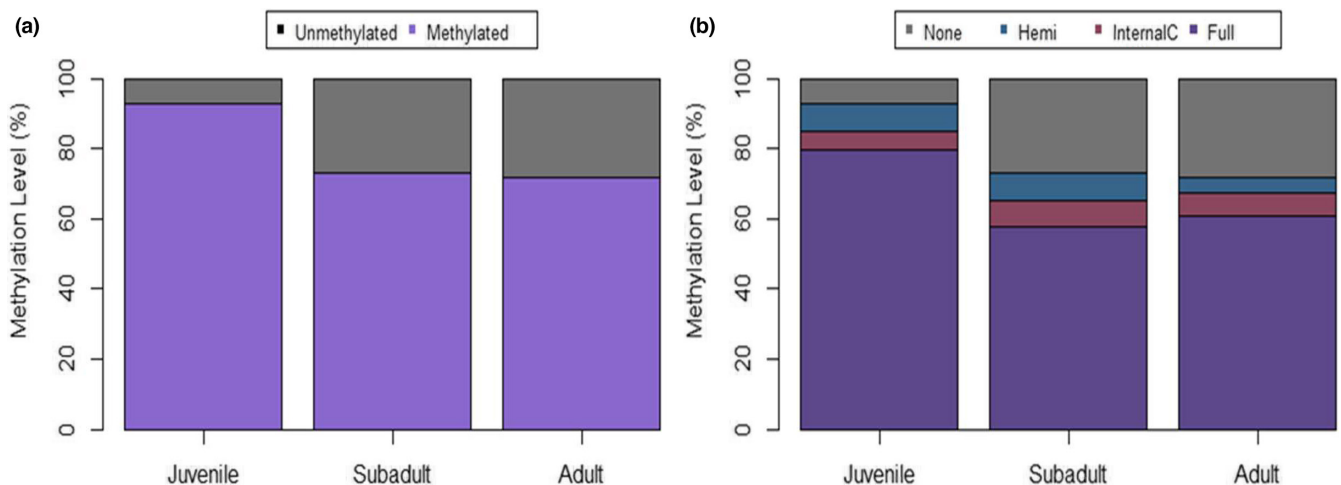 (a)
Unmethylated Methylated
Methylation Level (%)
100
80
60
40
20
0
Juvenile Subadult Adult
(b)
None Hemi InternalC Full
Methylation Level (%)
100
80
60
40
20
0
Juvenile Subadult Adult